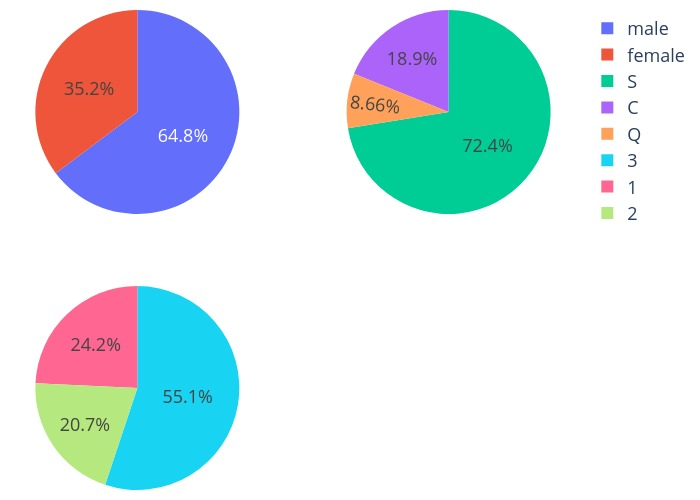 35.2%
64.8%
18.9%
8.66%
72.4%
male
female
S
C
Q
3
1
2
24.2%
55.1%
20.7%